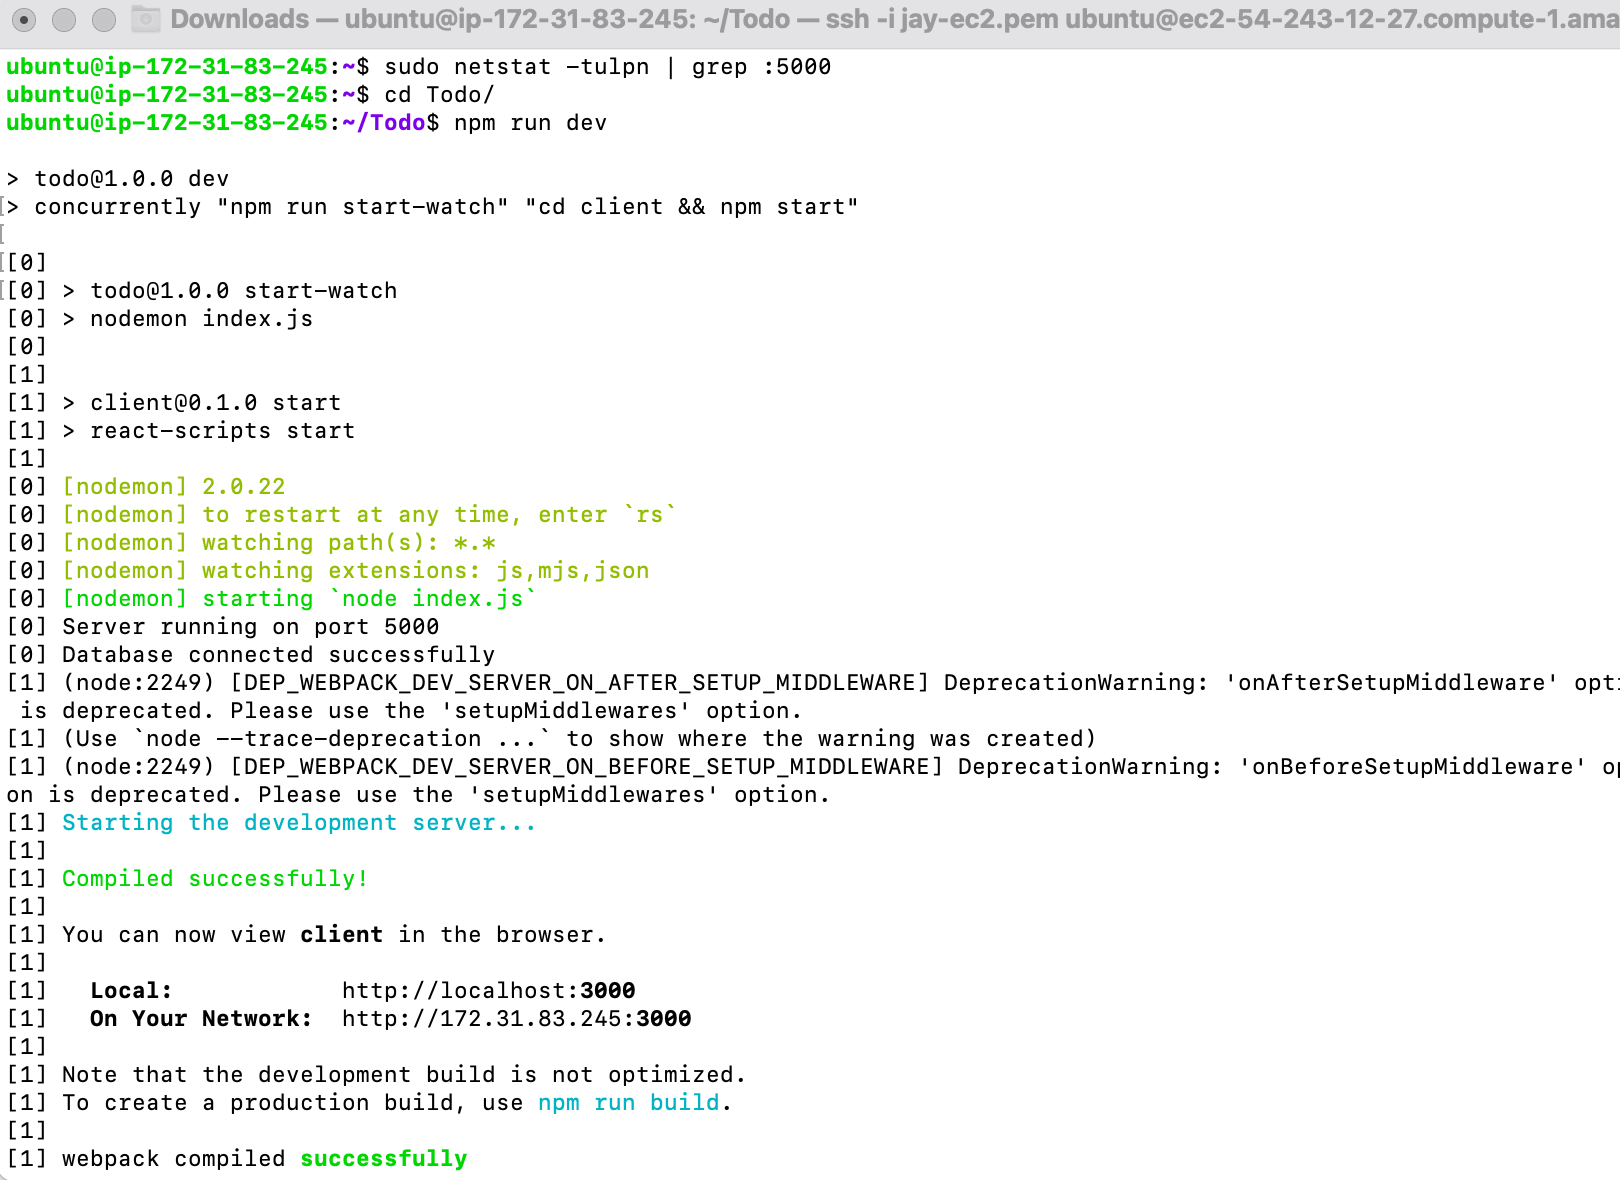 Downloads — ubuntu@ip-172-31-83-245: ~/Todo — ssh -i jay-ec2.pem ubuntu@ec2-54-243-12-27.compute-1.ama
ubuntu@ip-172-31-83-245:~$ sudo netstat -tulpn | grep :5000
ubuntu@ip-172-31-83-245:~$ cd Todo/
ubuntu@ip-172-31-83-245:~/Todo$ npm run dev
> todo@1.0.0 dev
> concurrently "npm run start-watch" "cd client && npm start"
[0]
[0] > todo@1.0.0 start-watch
[0] > nodemon index.js
[0]
[1]
[1] > client@0.1.0 start
[1] > react-scripts start
[1]
[0] [nodemon] 2.0.22
[0] [nodemon] to restart at any time, enter `rs`
[0] [nodemon] watching path(s): *.*
[0] [nodemon] watching extensions: js,mjs,json
[0] [nodemon] starting `node index.js`
[0] Server running on port 5000
[0] Database connected successfully
[1] (node:2249) [DEP_WEBPACK_DEV_SERVER_ON_AFTER_SETUP_MIDDLEWARE] DeprecationWarning: 'onAfterSetupMiddleware' opti
is deprecated. Please use the 'setupMiddlewares' option.
[1] (Use `node --trace-deprecation ...` to show where the warning was created)
[1] (node:2249) [DEP_WEBPACK_DEV_SERVER_ON_BEFORE_SETUP_MIDDLEWARE] DeprecationWarning: 'onBeforeSetupMiddleware' op
on is deprecated. Please use the 'setupMiddlewares' option.
[1] Starting the development server...
[1]
[1] Compiled successfully!
[1]
[1] You can now view client in the browser.
[1]
[1]   Local:            http://localhost:3000
[1]   On Your Network:  http://172.31.83.245:3000
[1]
[1] Note that the development build is not optimized.
[1] To create a production build, use npm run build.
[1]
[1] webpack compiled successfully